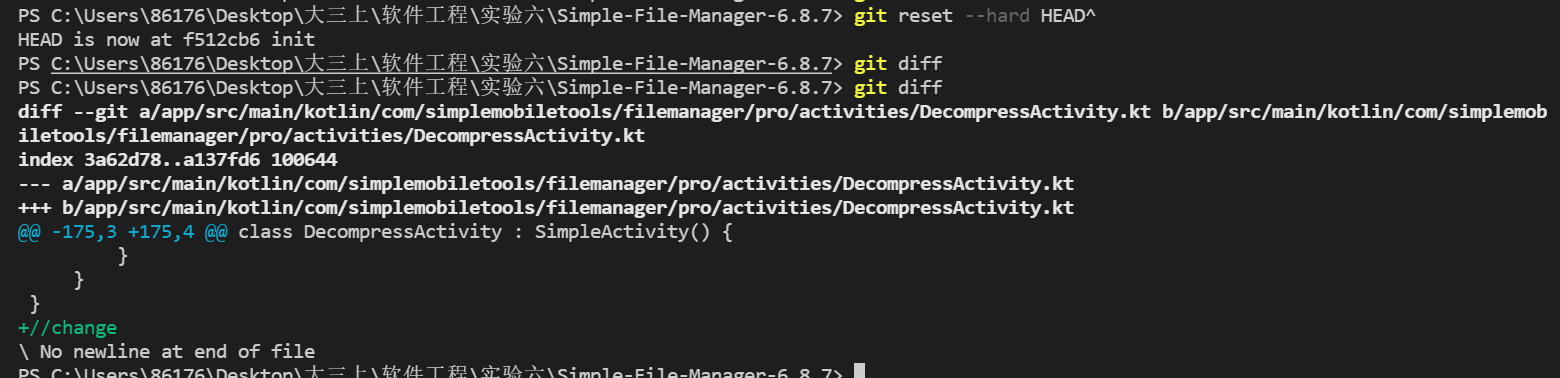 PS C:\Users\86176\Desktop\大三上\软件工程\实验六\Simple-File-Manager-6.8.7> git reset --hard HEAD^
HEAD is now at f512cb6 init
PS C:\Users\86176\Desktop\大三上\软件工程\实验六\Simple-File-Manager-6.8.7> git diff
PS C:\Users\86176\Desktop\大三上\软件工程\实验六\Simple-File-Manager-6.8.7> git diff
diff --git a/app/src/main/kotlin/com/simplemobiletools/filemanager/pro/activities/DecompressActivity.kt b/app/src/main/kotlin/com/simplemob
iletools/filemanager/pro/activities/DecompressActivity.kt
index 3a62d78..a137fd6 100644
--- a/app/src/main/kotlin/com/simplemobiletools/filemanager/pro/activities/DecompressActivity.kt
+++ b/app/src/main/kotlin/com/simplemobiletools/filemanager/pro/activities/DecompressActivity.kt
@@ -175,3 +175,4 @@ class DecompressActivity : SimpleActivity() {
         }
     }
 }
+//change
\ No newline at end of file
PS C:\Users\86176\Desktop\大三上\软件工程\实验六\Simple-File-Manager-6.8.7>